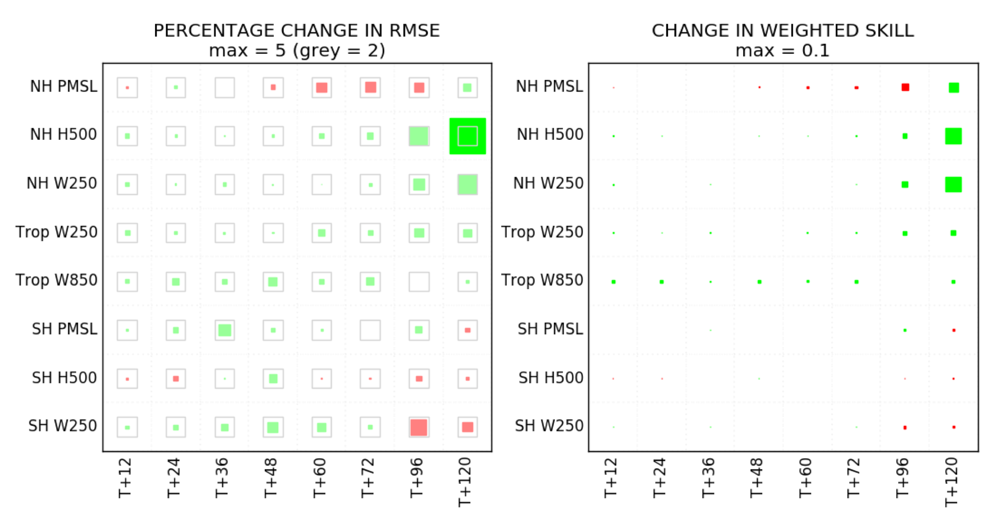 PERCENTAGE CHANGE IN RMSE
max = 5 (grey = 2)
NH PMSL
NH H500
NH W250
Trop W250
Trop W850
SH PMSL
SH H500
SH W250
T+12
T+24
T+36
T+48
T+60
T+72
T+96
T+120
CHANGE IN WEIGHTED SKILL
max = 0.1
NH PMSL
NH H500
NH W250
Trop W250
Trop W850
SH PMSL
SH H500
SH W250
T+12
T+24
T+36
T+48
T+60
T+72
T+96
T+120